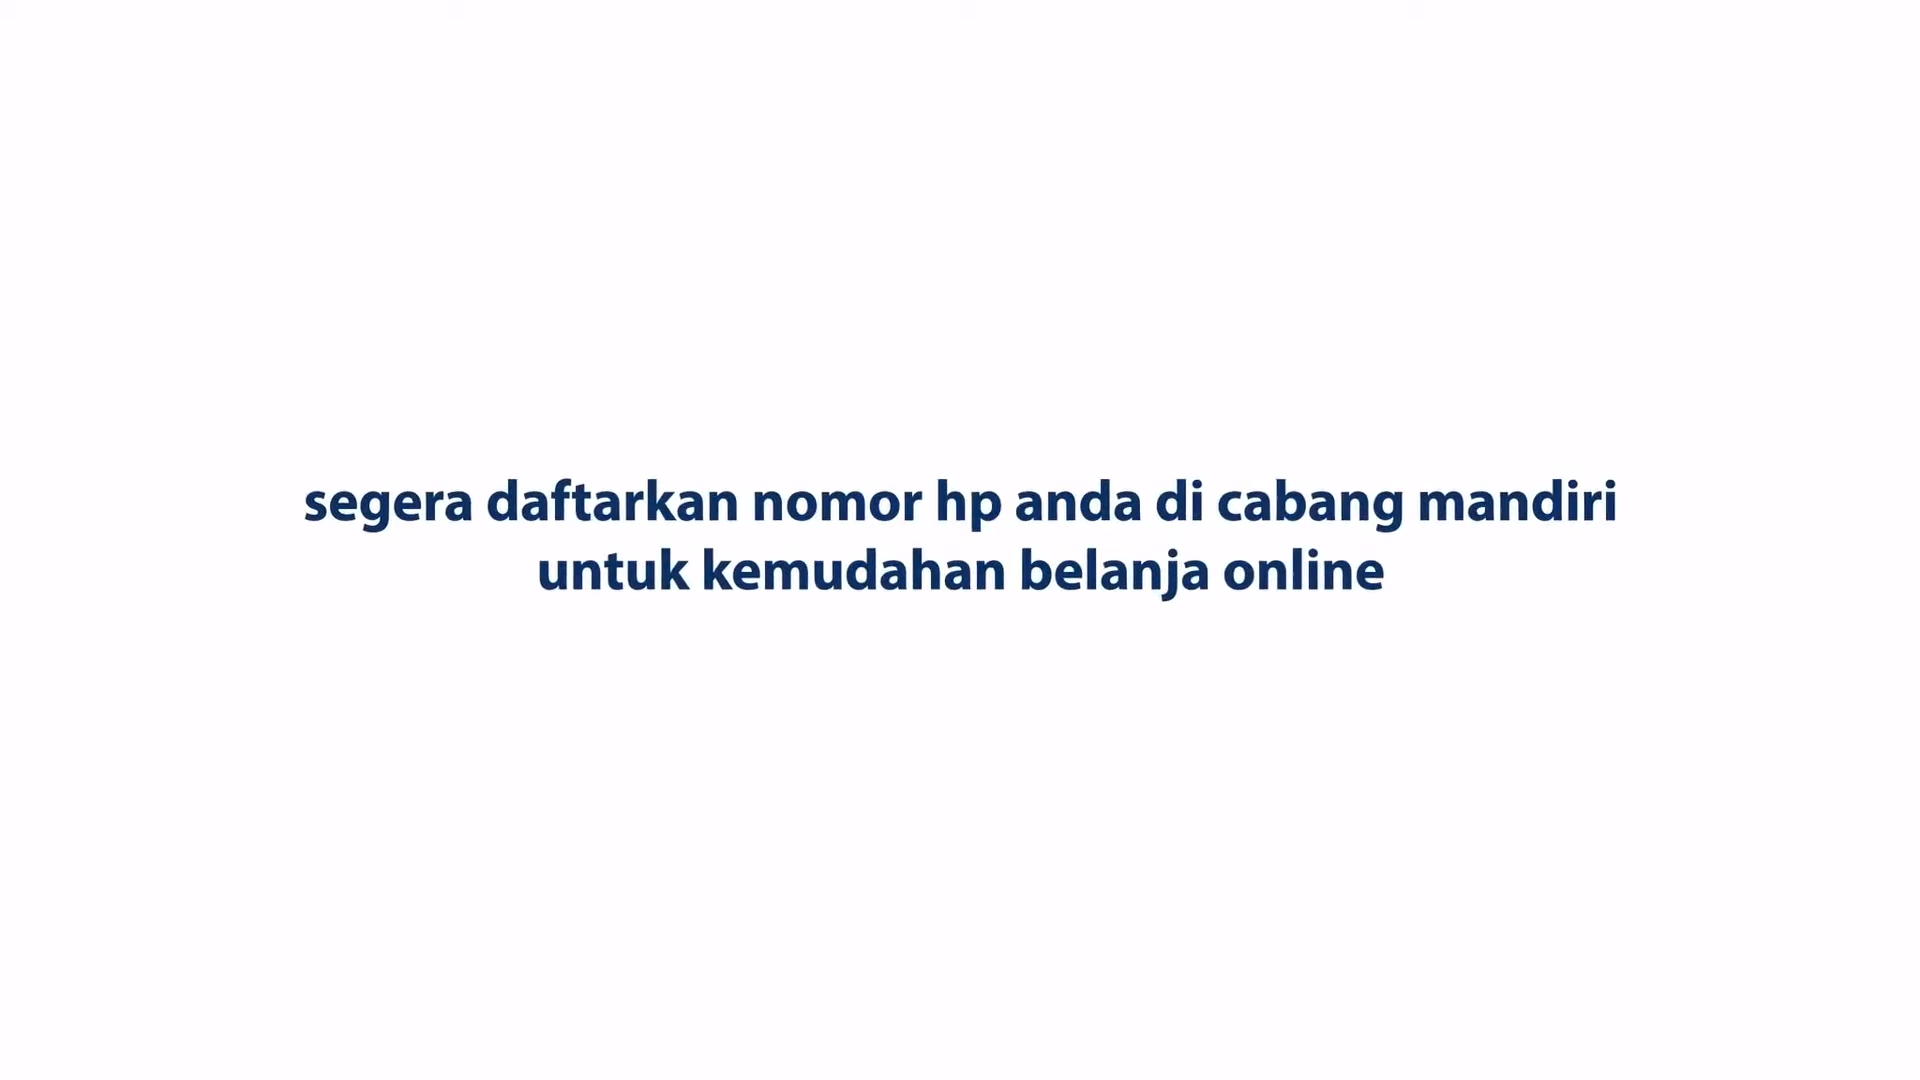 segera daftarkan nomor hp anda di cabang mandiri
untuk kemudahan belanja online